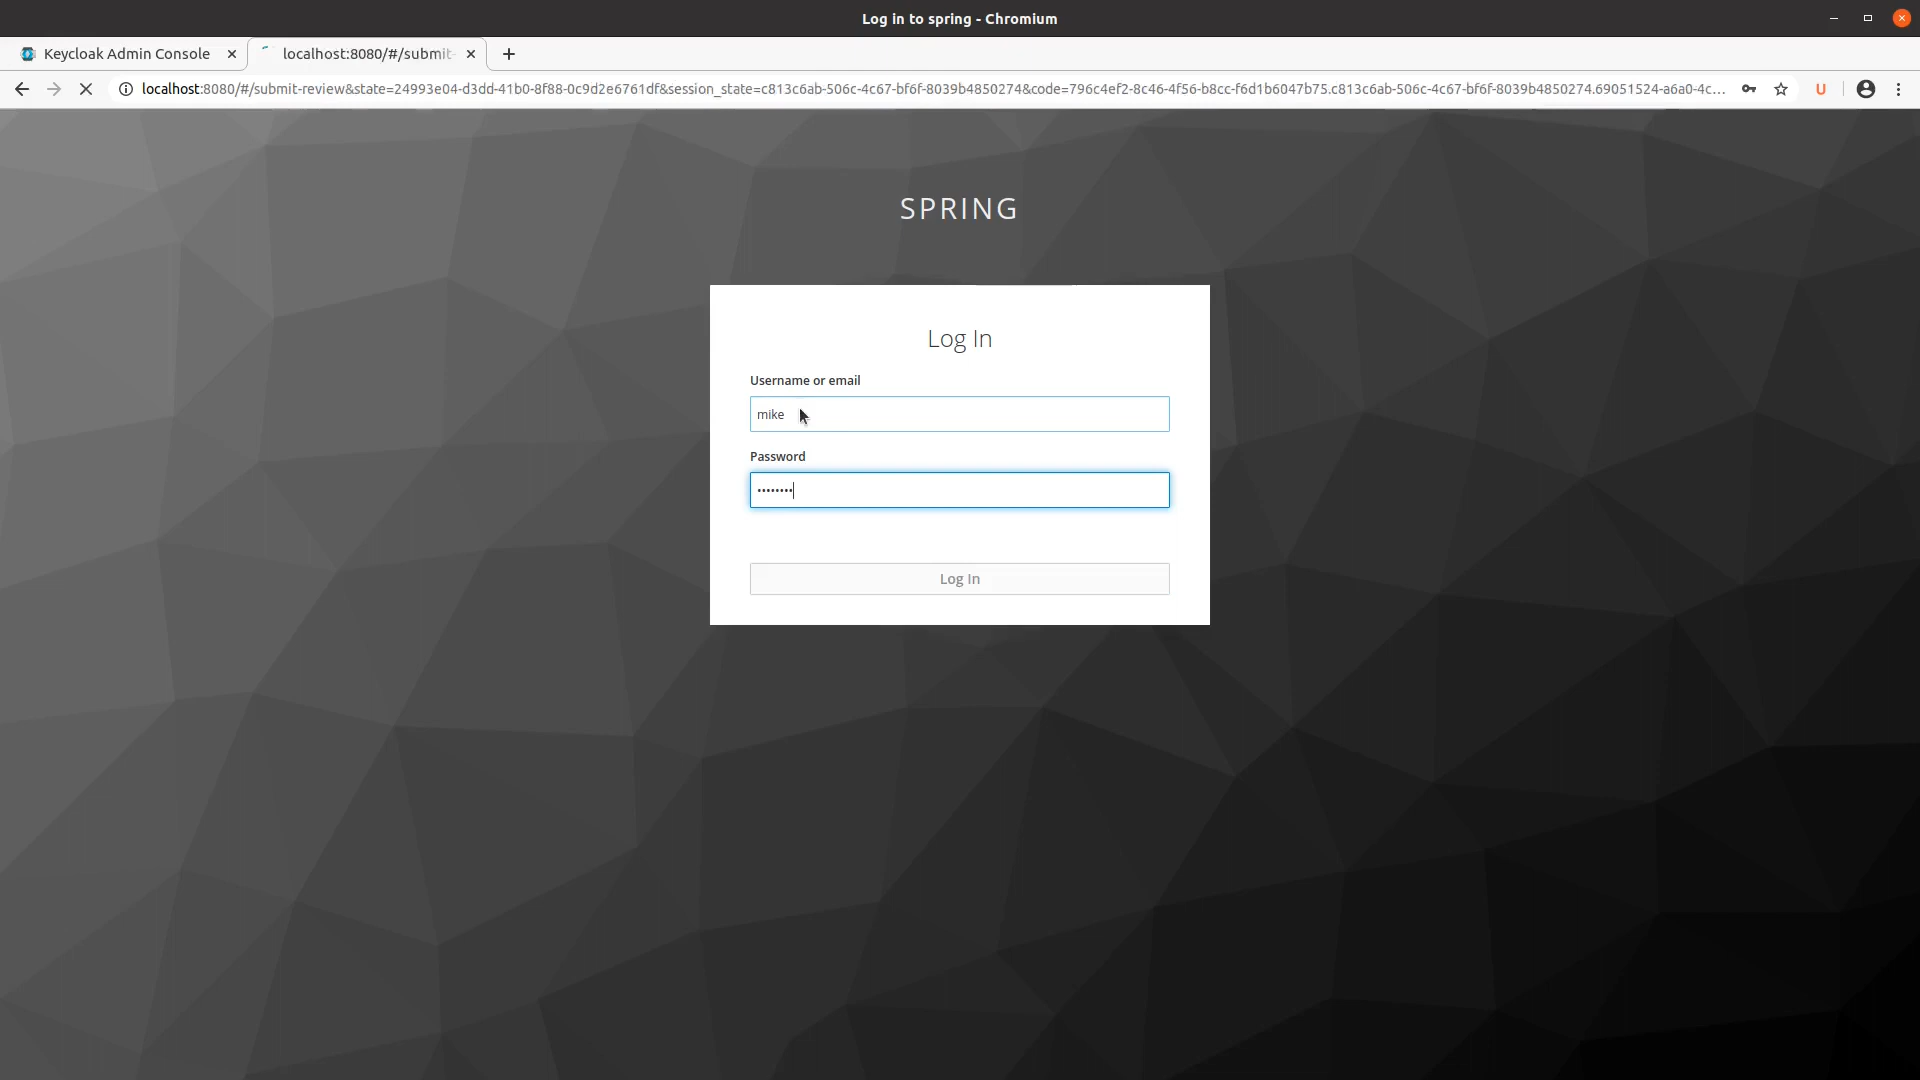 Log in to spring - Chromium
Keycloak Admin Console
localhost:8080/#/submit-
localhost:8080/#/submit-review&state=24993e04-d3dd-41b0-8f88-0c9d2e6761df&session_state=c813c6ab-506c-4c67-bf6f-8039b4850274&code=796c4ef2-8c46-4f56-b8cc-f6d1b6047b75.c813c6ab-506c-4c67-bf6f-8039b4850274.69051524-a6a0-4c...
U
SPRING
Log In
Username or email
mike
Password
••••••••
Log In